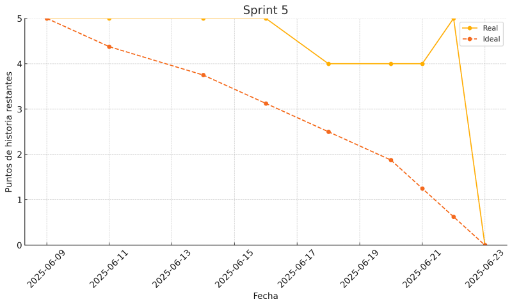 Sprint 5
Puntos de historia restantes
5
4
3
2
1
0
Real
Ideal
2025-06-09
2025-06-11
2025-06-13
2025-06-15
2025-06-17
2025-06-19
2025-06-21
2025-06-23
Fecha